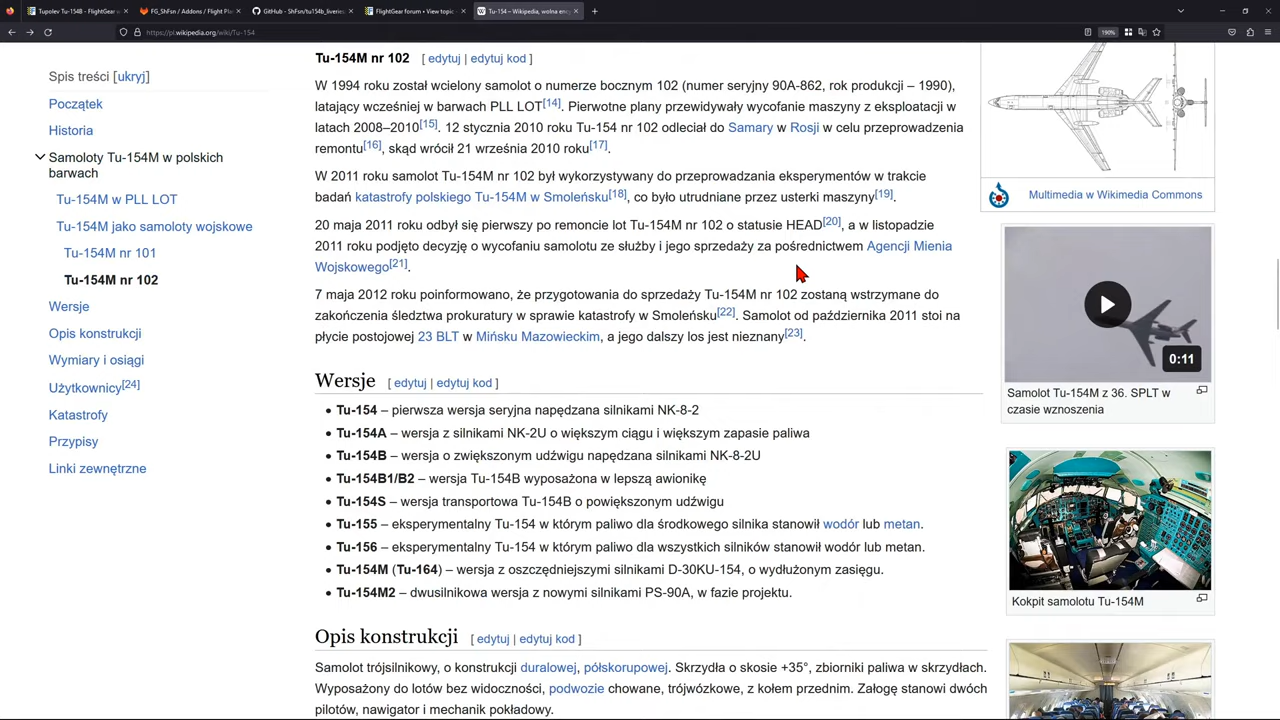 Tupolev Tu-154B - FlightGear w
FG_ShFsn / Addons / Flight Pla
GitHub - ShFsn/tu154b_liveries
FlightGear forum • View topic -
Tu-154 – Wikipedia, wolna enc
https://pl.wikipedia.org/wiki/Tu-154
190%
Spis treści [ukryj]
Początek
Historia
Samoloty Tu-154M w polskich
barwach
Tu-154M w PLL LOT
Tu-154M jako samoloty wojskowe
Tu-154M nr 101
Tu-154M nr 102
Wersje
Opis konstrukcji
Wymiary i osiągi
Użytkownicy[24]
Katastrofy
Przypisy
Linki zewnętrzne
Tu-154M nr 102 [ edytuj | edytuj kod ]
W 1994 roku został wcielony samolot o numerze bocznym 102 (numer seryjny 90A-862, rok produkcji – 1990),
latający wcześniej w barwach PLL LOT[14]. Pierwotne plany przewidywały wycofanie maszyny z eksploatacji w
latach 2008–2010[15]. 12 stycznia 2010 roku Tu-154 nr 102 odleciał do Samary w Rosji w celu przeprowadzenia
remontu[16], skąd wrócił 21 września 2010 roku[17].
W 2011 roku samolot Tu-154M nr 102 był wykorzystywany do przeprowadzania eksperymentów w trakcie
badań katastrofy polskiego Tu-154M w Smoleńsku[18], co było utrudniane przez usterki maszyny[19].
20 maja 2011 roku odbył się pierwszy po remoncie lot Tu-154M nr 102 o statusie HEAD[20], a w listopadzie
2011 roku podjęto decyzję o wycofaniu samolotu ze służby i jego sprzedaży za pośrednictwem Agencji Mienia
Wojskowego[21].
7 maja 2012 roku poinformowano, że przygotowania do sprzedaży Tu-154M nr 102 zostaną wstrzymane do
zakończenia śledztwa prokuratury w sprawie katastrofy w Smoleńsku[22]. Samolot od października 2011 stoi na
płycie postojowej 23 BLT w Mińsku Mazowieckim, a jego dalszy los jest nieznany[23].
Wersje [ edytuj | edytuj kod ]
• Tu-154 – pierwsza wersja seryjna napędzana silnikami NK-8-2
• Tu-154A – wersja z silnikami NK-2U o większym ciągu i większym zapasie paliwa
• Tu-154B – wersja o zwiększonym udźwigu napędzana silnikami NK-8-2U
• Tu-154B1/B2 – wersja Tu-154B wyposażona w lepszą awionikę
• Tu-154S – wersja transportowa Tu-154B o powiększonym udźwigu
• Tu-155 – eksperymentalny Tu-154 w którym paliwo dla środkowego silnika stanowił wodór lub metan.
• Tu-156 – eksperymentalny Tu-154 w którym paliwo dla wszystkich silników stanowił wodór lub metan.
• Tu-154M (Tu-164) – wersja z oszczędniejszymi silnikami D-30KU-154, o wydłużonym zasięgu.
• Tu-154M2 – dwusilnikowa wersja z nowymi silnikami PS-90A, w fazie projektu.
Opis konstrukcji [ edytuj | edytuj kod ]
Samolot trójsilnikowy, o konstrukcji duralowej, półskorupowej. Skrzydła o skosie +35°, zbiorniki paliwa w skrzydłach.
Wyposażony do lotów bez widoczności, podwozie chowane, trójwózkowe, z kołem przednim. Załogę stanowi dwóch
pilotów, nawigator i mechanik pokładowy.
Multimedia w Wikimedia Commons
0:11
Samolot Tu-154M z 36. SPLT w
czasie wznoszenia
Kokpit samolotu Tu-154M